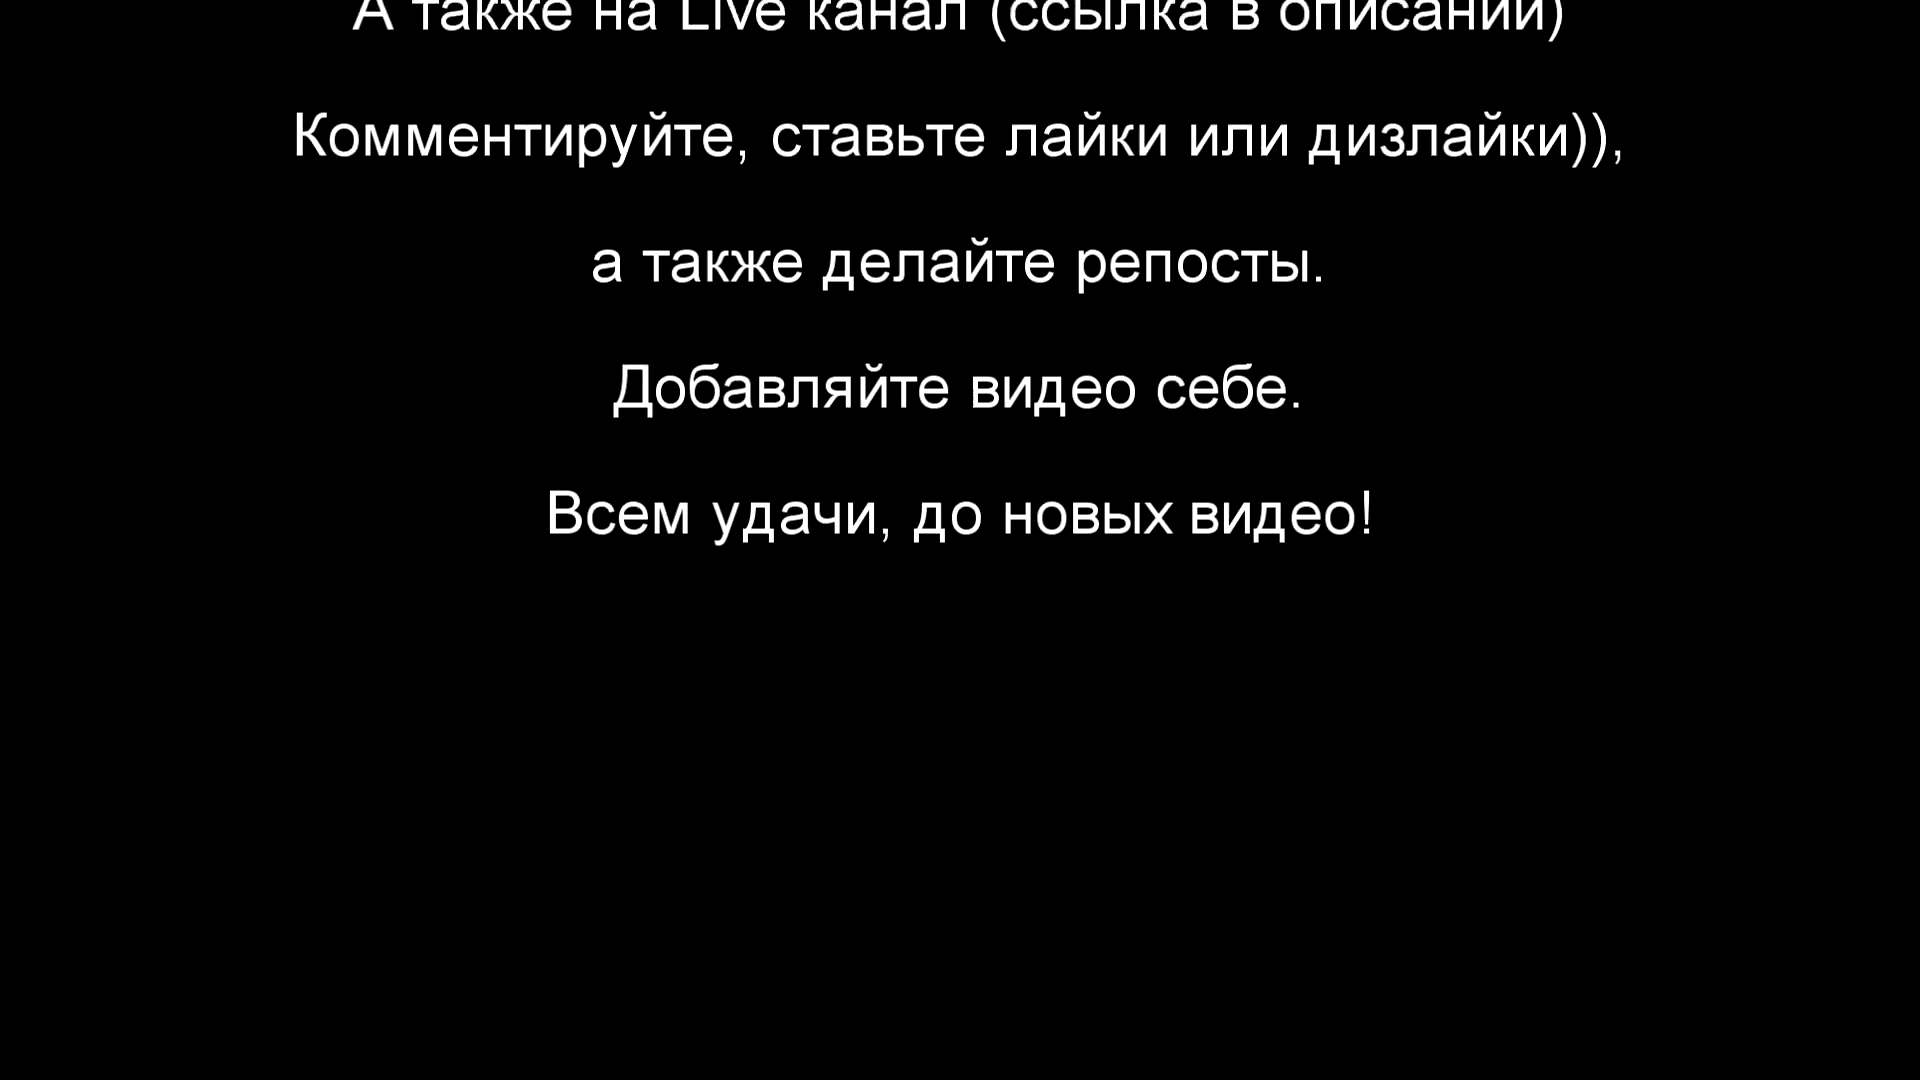 А также на Live канал (ссылка в описании)
Комментируйте, ставьте лайки или дизлайки)),
а также делайте репосты.
Добавляйте видео себе.
Всем удачи, до новых видео!